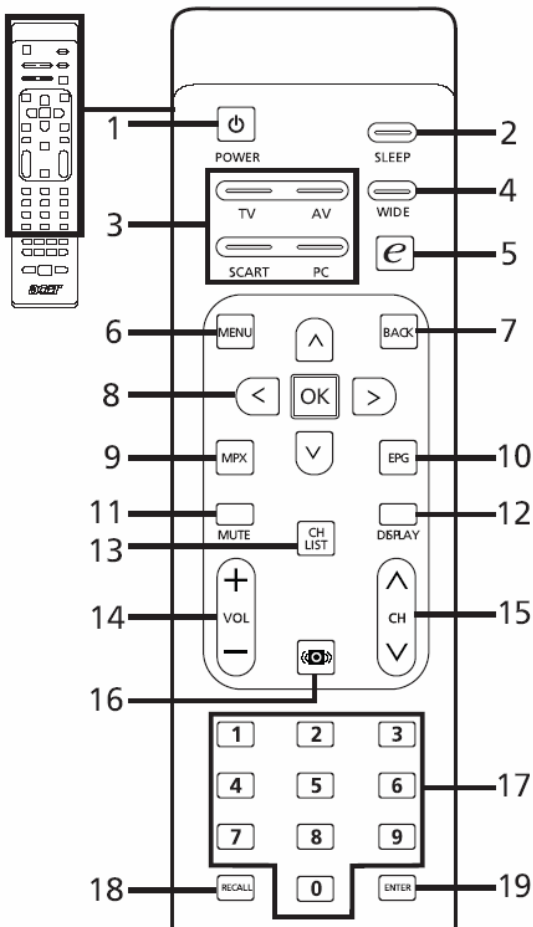 1
POWER
2
SLEEP
3
TV AV
SCART PC
4
WIDE
5
e
6
MENU
7
BACK
8
< OK >
9
MPX
10
EPG
11
MUTE
12
DISPLAY
13
CH
LIST
14
+
VOL
−
15
CH
16
1 2 3
4 5 6
7 8 9
0
17
18
RECALL
19
ENTER
acer